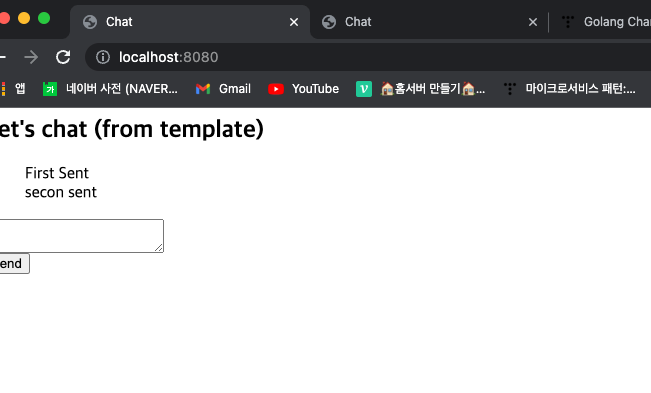 Chat
Chat
Golang Chan
localhost:8080
앱
네이버 사전 (NAVER...
Gmail
YouTube
🏠홈서버 만들기🏠...
마이크로서비스 패턴:...
et's chat (from template)
First Sent
secon sent
end